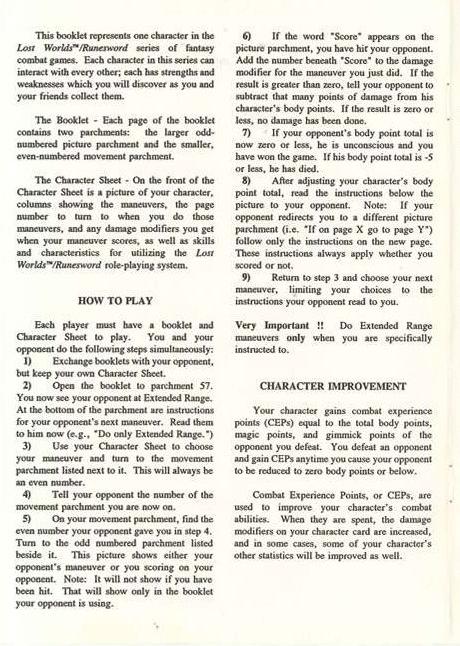 This booklet represents one character in the
Lost Worlds™/Runesword series of fantasy
combat games. Each character in this series can
interact with every other; each has strengths and
weaknesses which you will discover as you and
your friends collect them.
The Booklet - Each page of the booklet
contains two parchments: the larger odd-
numbered picture parchment and the smaller,
even-numbered movement parchment.
The Character Sheet - On the front of the
Character Sheet is a picture of your character,
columns showing the maneuvers, the page
number to turn to when you do those
maneuvers, and any damage modifiers you get
when your maneuver scores, as well as skills
and characteristics for utilizing the Lost
Worlds™/Runesword role-playing system.
HOW TO PLAY
Each player must have a booklet and
Character Sheet to play. You and your
opponent do the following steps simultaneously:
1) Exchange booklets with your opponent,
but keep your own Character Sheet.
2) Open the booklet to parchment 57.
You now see your opponent at Extended Range.
At the bottom of the parchment are instructions
for your opponent's next maneuver. Read them
to him now (e.g., "Do only Extended Range.")
3) Use your Character Sheet to choose
your maneuver and turn to the movement
parchment listed next to it. This will always be
an even number.
4) Tell your opponent the number of the
movement parchment you are now on.
5) On your movement parchment, find the
even number your opponent gave you in step 4.
Turn to the odd numbered parchment listed
beside it. This picture shows either your
opponent's maneuver or you scoring on your
opponent. Note: It will not show if you have
been hit. That will show only in the booklet
your opponent is using.
6) If the word "Score" appears on the
picture parchment, you have hit your opponent.
Add the number beneath "Score" to the damage
modifier for the maneuver you just did. If the
result is greater than zero, tell your opponent to
subtract that many points of damage from his
character's body points. If the result is zero or
less, no damage has been done.
7) If your opponent's body point total is
now zero or less, he is unconscious and you
have won the game. If his body point total is -5
or less, he has died.
8) After adjusting your character's body
point total, read the instructions below the
picture to your opponent. Note: If your
opponent redirects you to a different picture
parchment (i.e. "If on page X go to page Y")
follow only the instructions on the new page.
These instructions always apply whether you
scored or not.
9) Return to step 3 and choose your next
maneuver, limiting your choices to the
instructions your opponent read to you.
Very Important !! Do Extended Range
maneuvers only when you are specifically
instructed to.
CHARACTER IMPROVEMENT
Your character gains combat experience
points (CEPs) equal to the total body points,
magic points, and gimmick points of the
opponent you defeat. You defeat an opponent
and gain CEPs anytime you cause your opponent
to be reduced to zero body points or below.
Combat Experience Points, or CEPs, are
used to improve your character's combat
abilities. When they are spent, the damage
modifiers on your character card are increased,
and in some cases, some of your character's
other statistics will be improved as well.